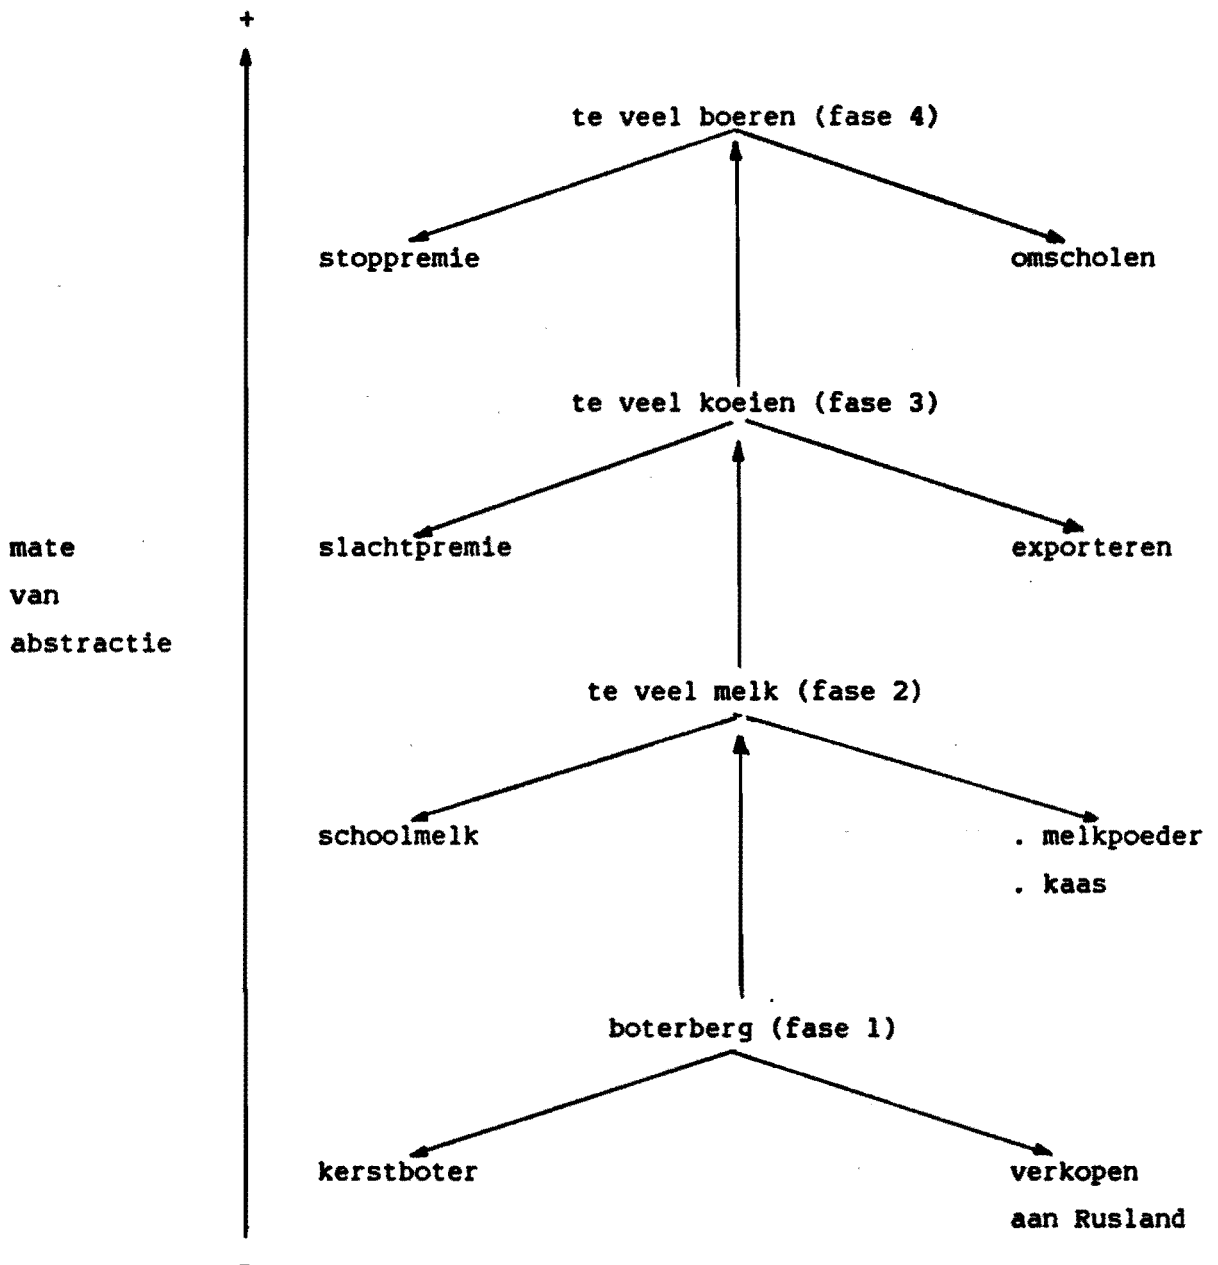 +
te veel boeren (fase 4)
stoppremie
omscholen
te veel koeien (fase 3)
mate
van
abstractie
slachtpremie
exporteren
te veel melk (fase 2)
schoolmelk
. melkpoeder
. kaas
boterberg (fase 1)
kerstboter
verkopen
aan Rusland
-